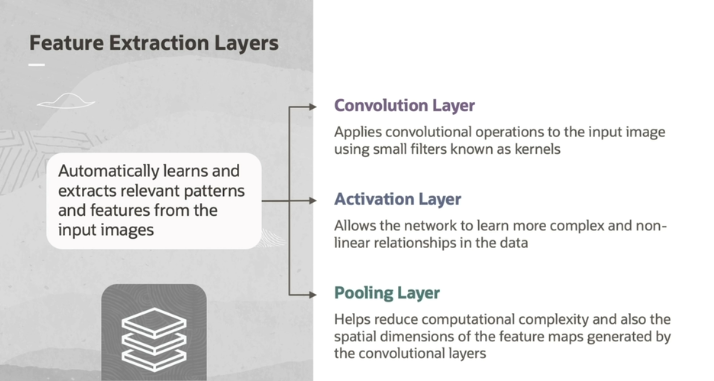 Feature Extraction Layers
Automatically learns and
extracts relevant patterns
and features from the
input images
Convolution Layer
Applies convolutional operations to the input image
using small filters known as kernels
Activation Layer
Allows the network to learn more complex and non-
linear relationships in the data
Pooling Layer
Helps reduce computational complexity and also the
spatial dimensions of the feature maps generated by
the convolutional layers